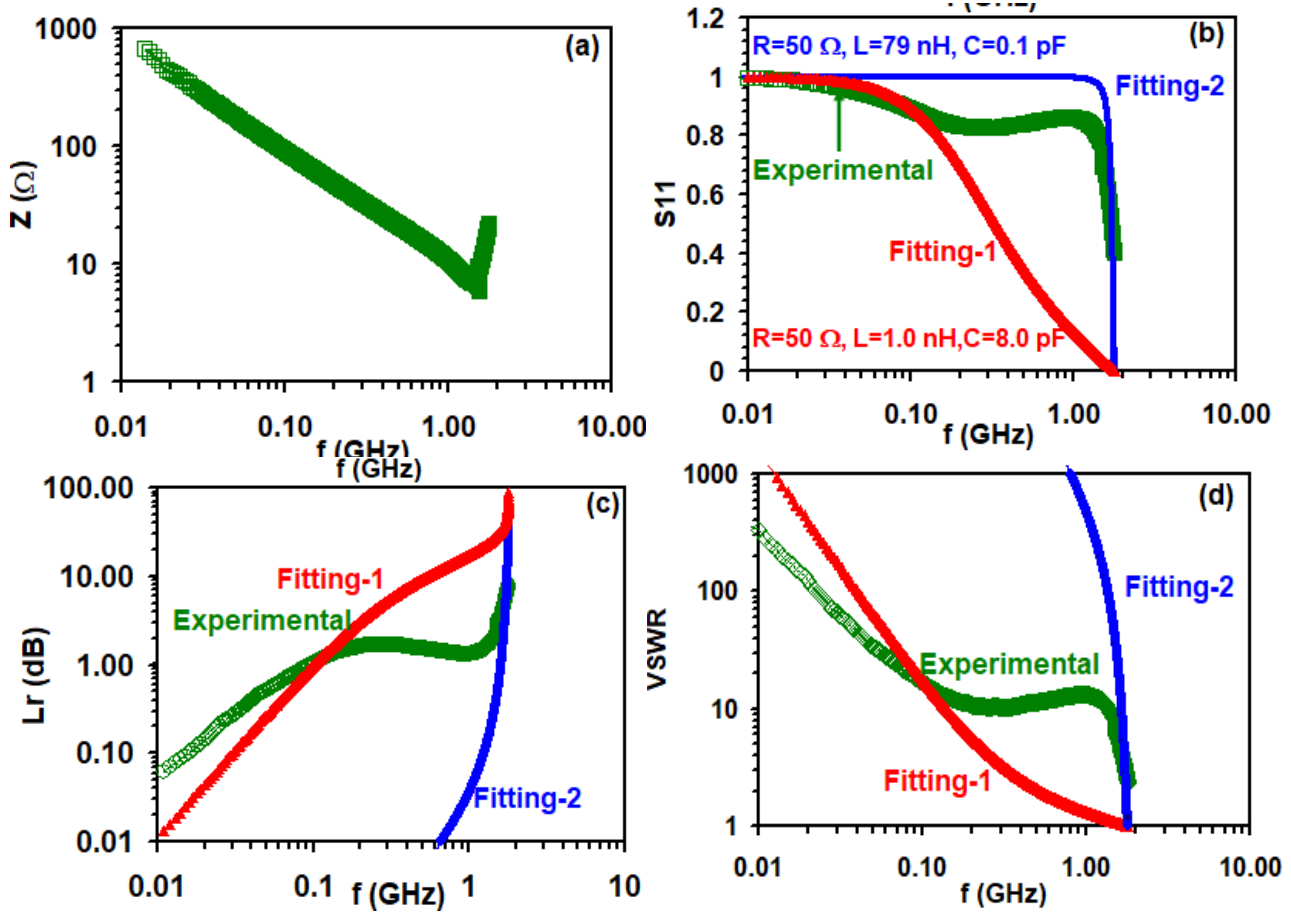 (a)
1000
100
10
1
Z (Ω)
0.01 0.10 1.00 10.00
f (GHz)
(b)
R=50 Ω, L=79 nH, C=0.1 pF
Fitting-2
Experimental
Fitting-1
R=50 Ω, L=1.0 nH,C=8.0 pF
1.2
1
0.8
0.6
0.4
0.2
0
S11
0.01 0.10 1.00 10.00
f (GHz)
f (GHz)
(c)
100.00
10.00
1.00
0.10
0.01
Lr (dB)
Fitting-1
Experimental
Fitting-2
0.01 0.1 1 10
f (GHz)
(d)
1000
100
10
1
VSWR
Fitting-2
Experimental
Fitting-1
0.01 0.10 1.00 10.00
f (GHz)